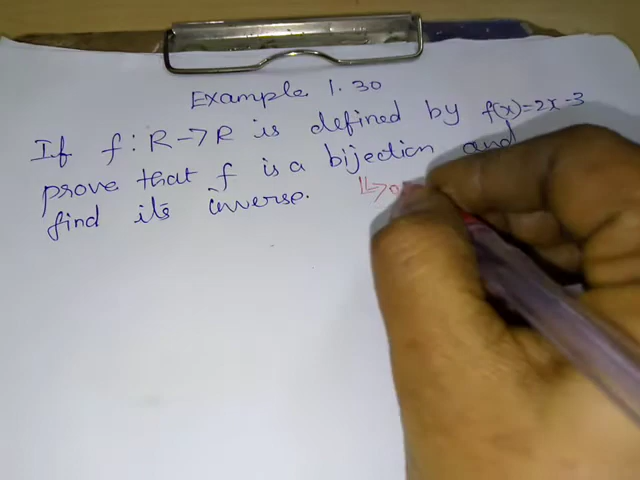 Example 1.30
If f: R→R is defined by f(x)=2x-3
prove that f is a bijection and
find its inverse.